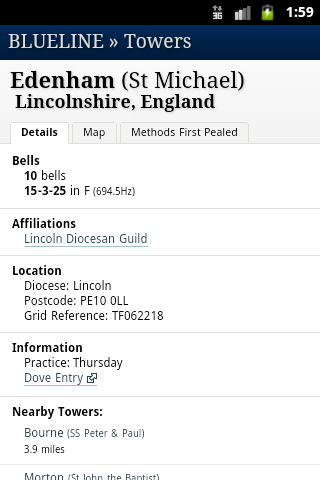 3G 1:59
BLUELINE » Towers
Edenham (St Michael)
Lincolnshire, England
Details Map Methods First Pealed
Bells
10 bells
15-3-25 in F (694.5Hz)
Affiliations
Lincoln Diocesan Guild
Location
Diocese: Lincoln
Postcode: PE10 0LL
Grid Reference: TF062218
Information
Practice: Thursday
Dove Entry
Nearby Towers:
Bourne (SS Peter & Paul)
3.9 miles
Morton (St John the Baptist)